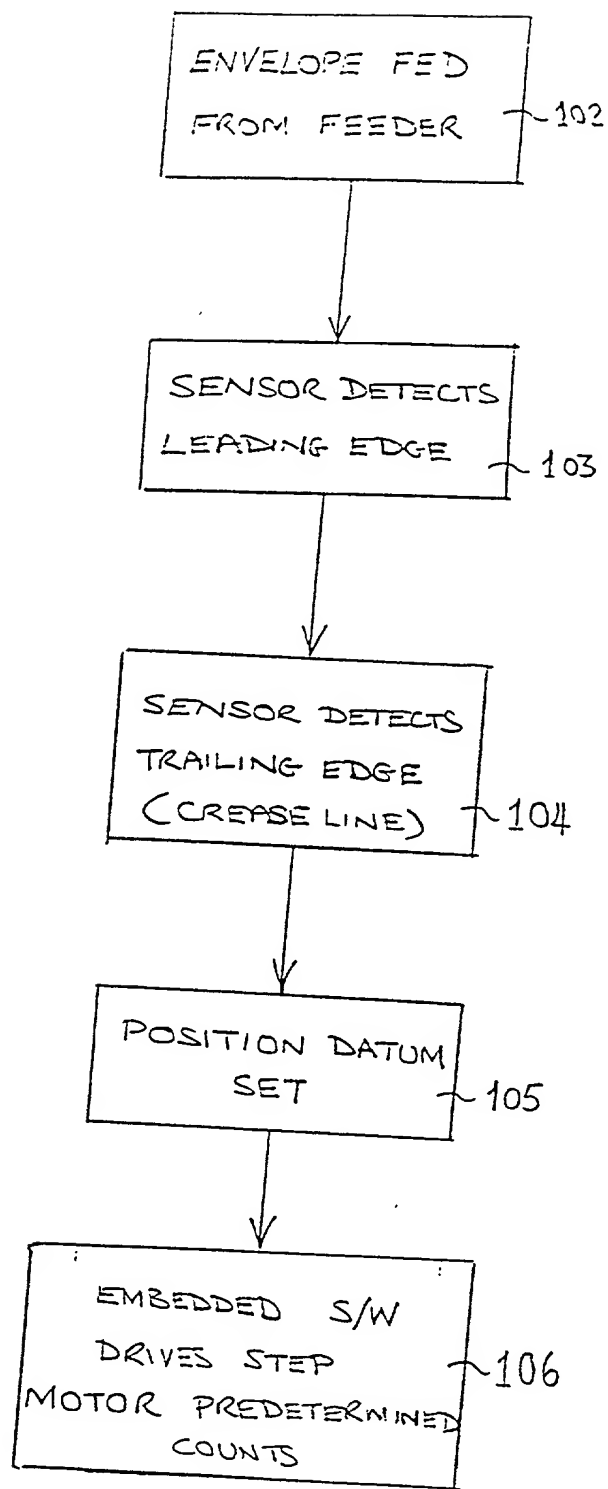 ENVELOPE FED
FROM FEEDER
102
SENSOR DETECTS
LEADING EDGE
103
SENSOR DETECTS
TRAILING EDGE
(CREASE LINE)
104
POSITION DATUM
SET
105
EMBEDDED S/W
DRIVES STEP
MOTOR PREDETERMINED
COUNTS
106